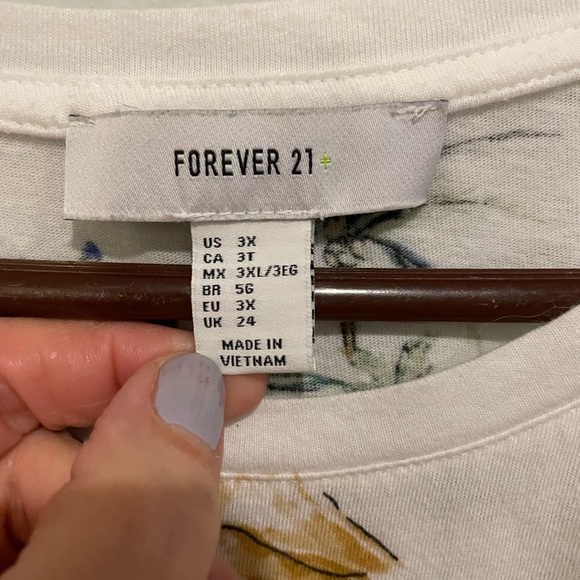 FOREVER 21+
US 3X
CA 3T
MX 3XL/3EG
BR 5G
EU 3X
UK 24
MADE IN
VIETNAM